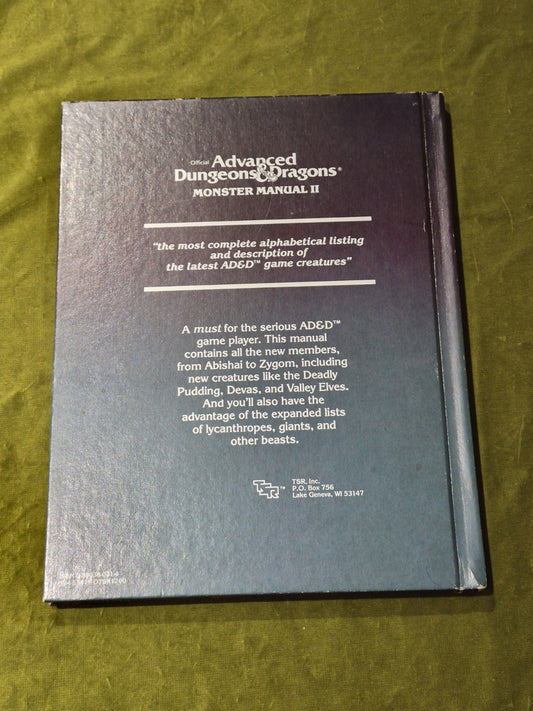 Official Advanced
Dungeons & Dragons®
MONSTER MANUAL II
"the most complete alphabetical listing
and description of
the latest AD&D™ game creatures"
A must for the serious AD&D™
game player. This manual
contains all the new members,
from Abishai to Zygom, including
new creatures like the Deadly
Pudding, Devas, and Valley Elves.
And you'll also have the
advantage of the expanded lists
of lycanthropes, giants, and
other beasts.
TSR™
TSR, Inc.
P.O. Box 756
Lake Geneva, WI 53147